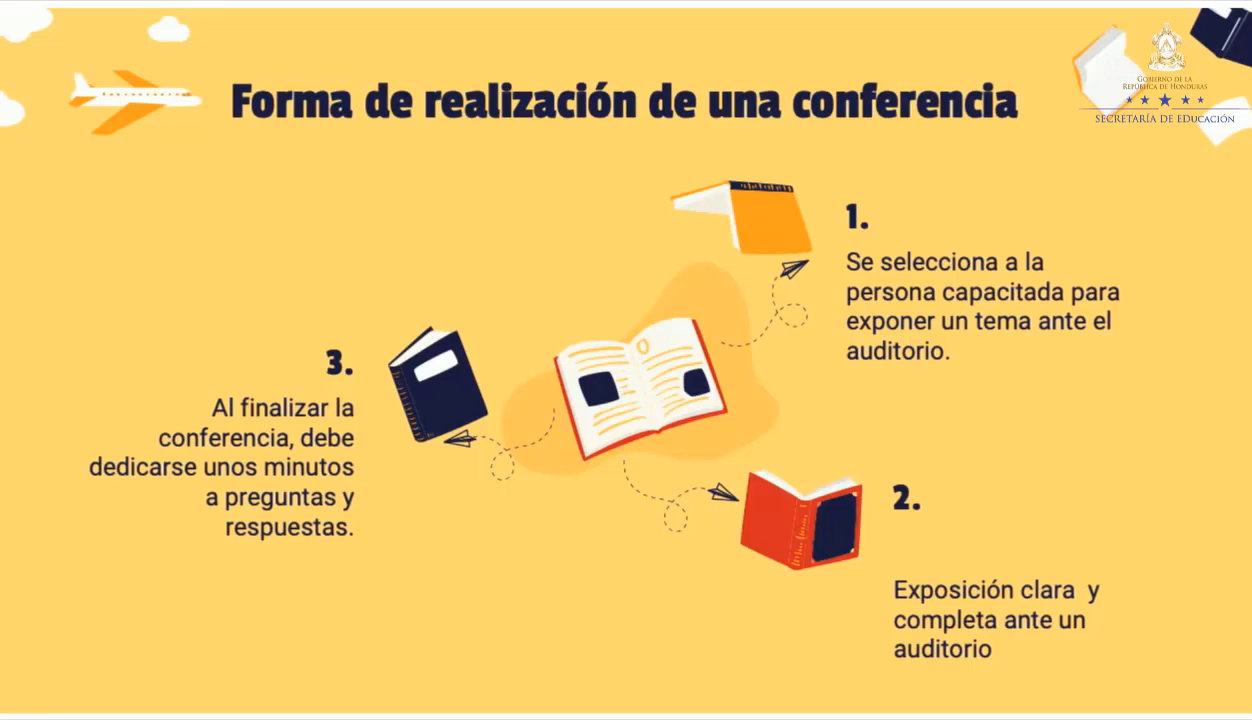 Forma de realización de una conferencia
GOBIERNO DE LA
REPÚBLICA DE HONDURAS
SECRETARÍA DE EDUCACIÓN
1.
Se selecciona a la
persona capacitada para
exponer un tema ante el
auditorio.
2.
Exposición clara y
completa ante un
auditorio
3.
Al finalizar la
conferencia, debe
dedicarse unos minutos
a preguntas y
respuestas.